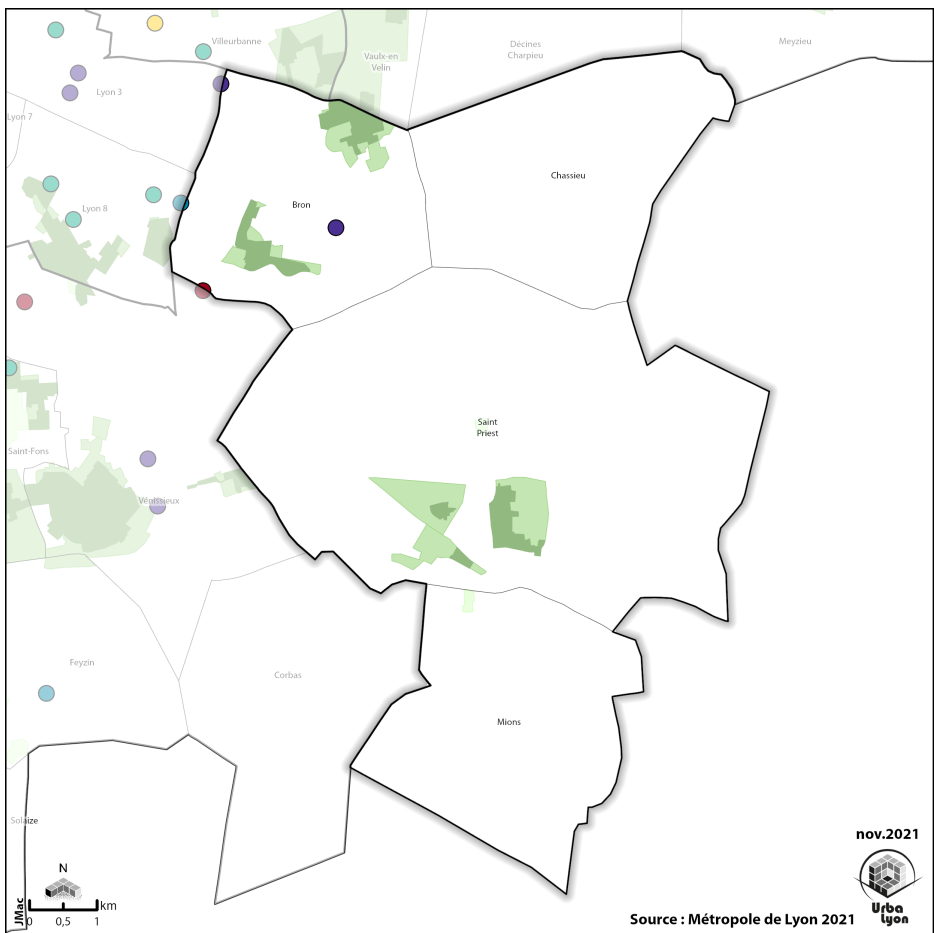 Villeurbanne
Vaulx-en
Velin
Décines
Charpieu
Meyzieu
Lyon 3
Lyon 7
Chassieu
Lyon 8
Bron
Saint
Priest
Saint-Fons
Vénissieux
Feyzin
Corbas
Mions
Solaize
nov.2021
N
km
JMac
0 0,5 1
Source : Métropole de Lyon 2021
Urba
Lyon